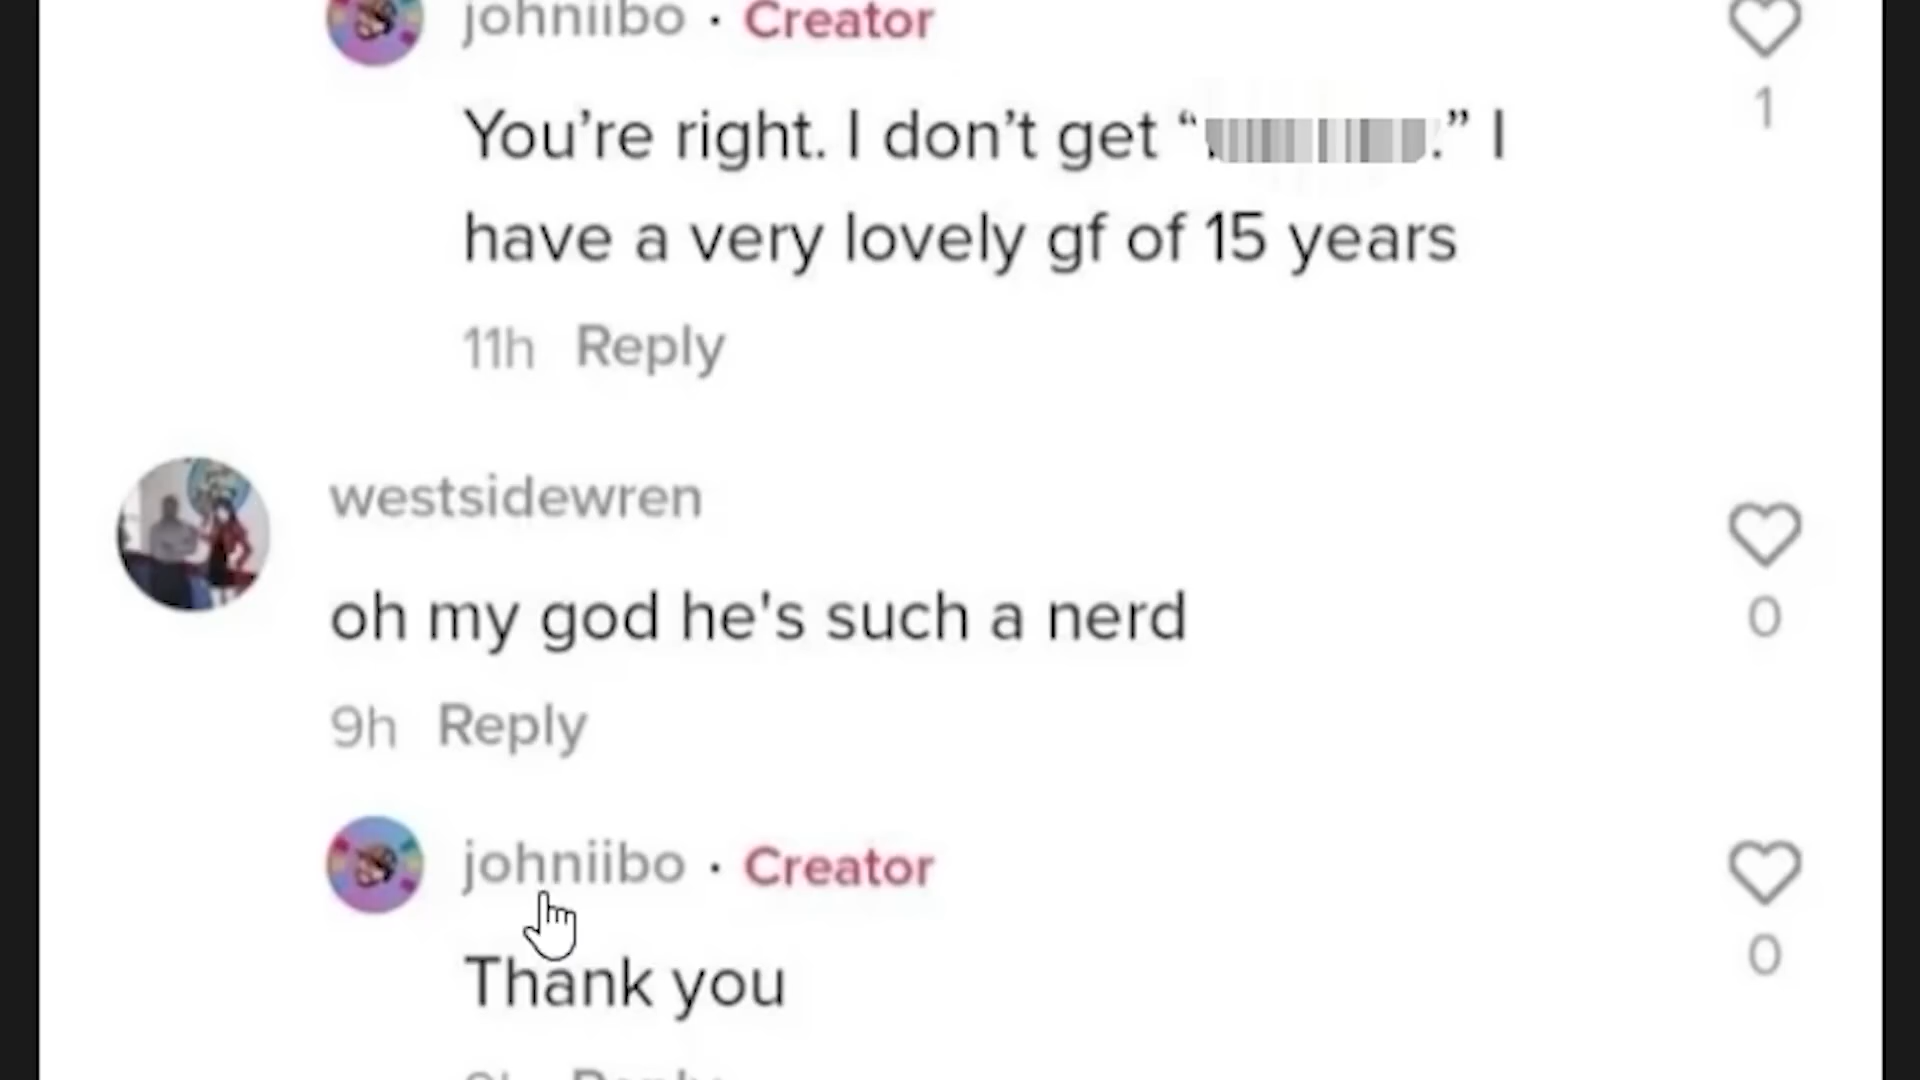 johniibo · Creator
You’re right. I don’t get “ .” I
1
have a very lovely gf of 15 years
11h Reply
westsidewren
oh my god he's such a nerd
0
9h Reply
johniibo · Creator
Thank you
0
Reply